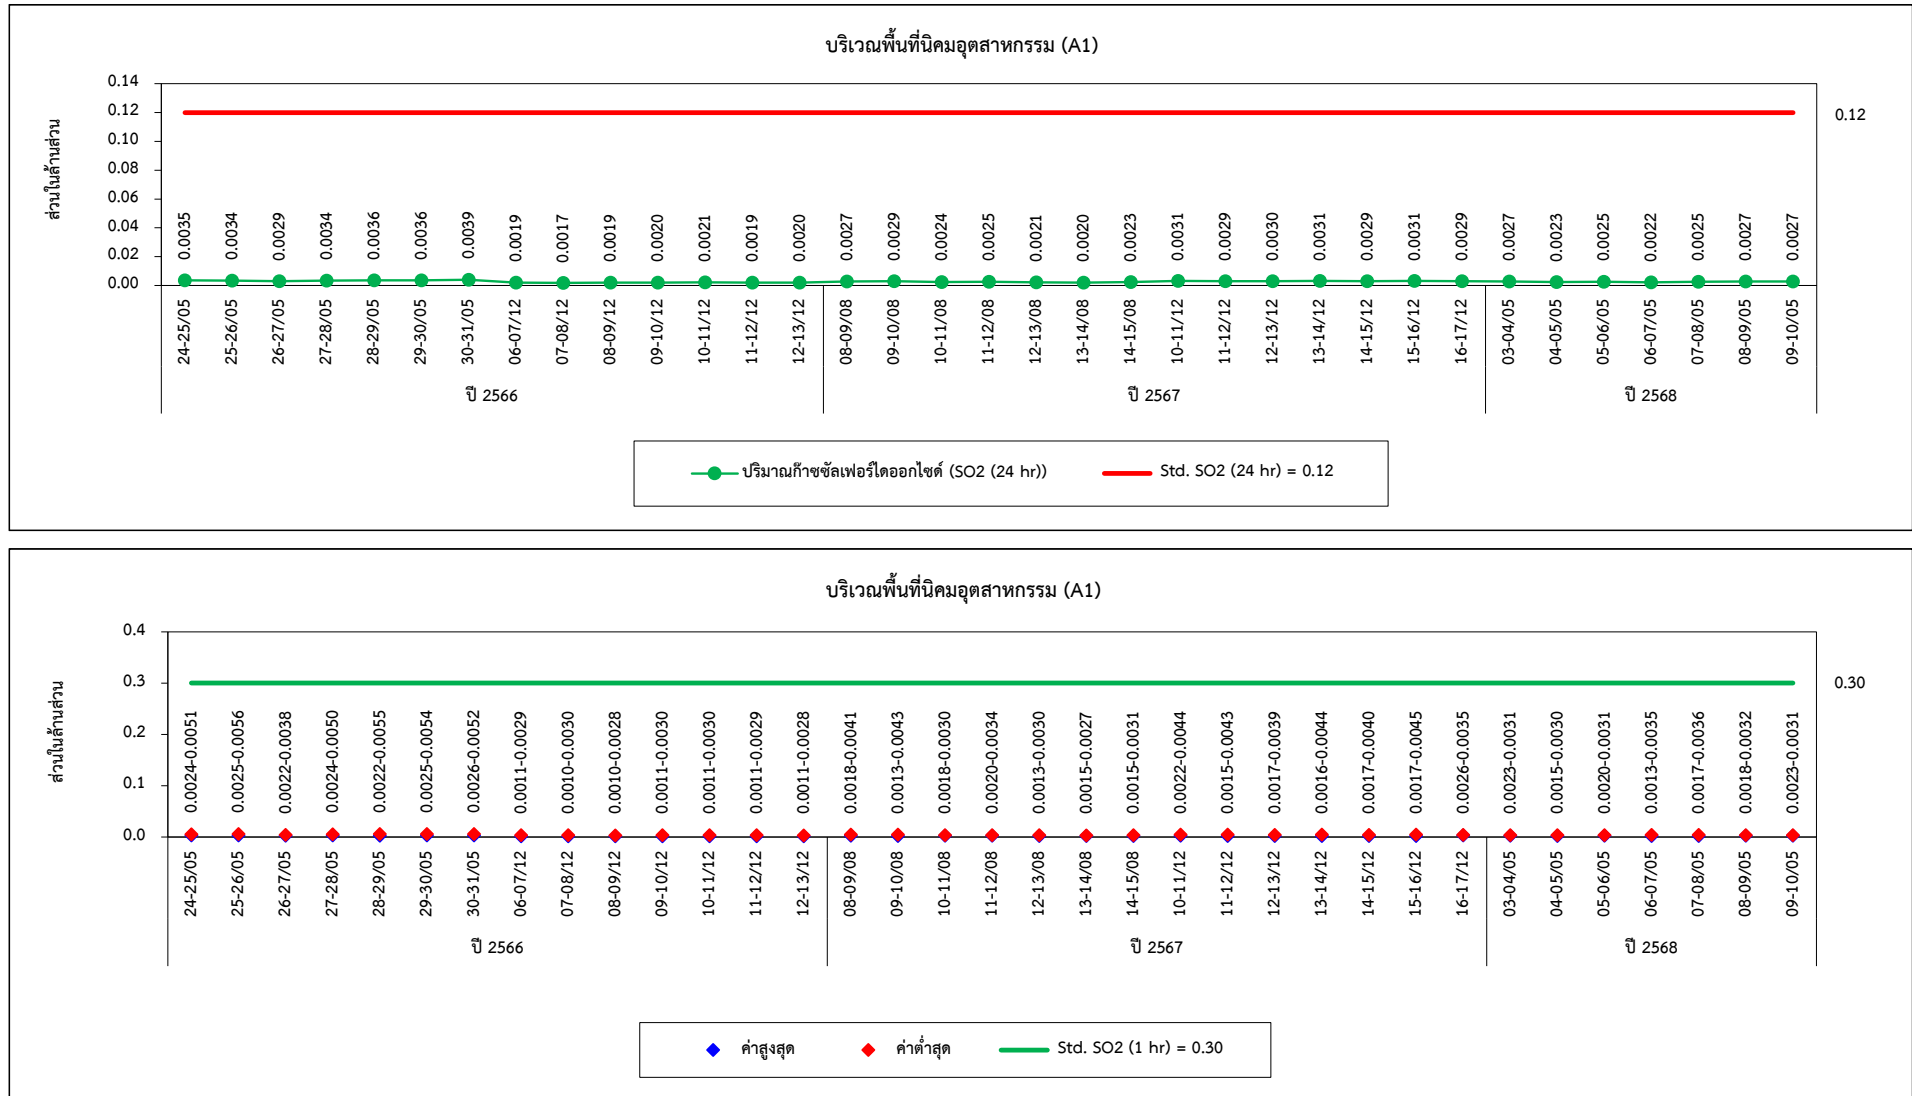 บริเวณพื้นที่นิคมอุตสาหกรรม (A1)
ส่วนในล้านส่วน
0.14
0.12
0.10
0.08
0.06
0.04
0.02
0.00
0.12
0.0035 0.0034 0.0029 0.0034 0.0036 0.0036 0.0039 0.0019 0.0017 0.0019 0.0020 0.0021 0.0019 0.0020 0.0027 0.0029 0.0024 0.0025 0.0021 0.0020 0.0023 0.0031 0.0029 0.0030 0.0031 0.0029 0.0031 0.0029 0.0027 0.0023 0.0025 0.0022 0.0025 0.0027 0.0027
24-25/05 25-26/05 26-27/05 27-28/05 28-29/05 29-30/05 30-31/05 06-07/12 07-08/12 08-09/12 09-10/12 10-11/12 11-12/12 12-13/12 08-09/08 09-10/08 10-11/08 11-12/08 12-13/08 13-14/08 14-15/08 10-11/12 11-12/12 12-13/12 13-14/12 14-15/12 15-16/12 16-17/12 03-04/05 04-05/05 05-06/05 06-07/05 07-08/05 08-09/05 09-10/05
ปี 2566 ปี 2567 ปี 2568
ปริมาณก๊าซซัลเฟอร์ไดออกไซด์ (SO2 (24 hr)) Std. SO2 (24 hr) = 0.12
บริเวณพื้นที่นิคมอุตสาหกรรม (A1)
ส่วนในล้านส่วน
0.4
0.3
0.2
0.1
0.0
0.30
0.0024-0.0051 0.0025-0.0056 0.0022-0.0038 0.0024-0.0050 0.0022-0.0055 0.0025-0.0054 0.0026-0.0052 0.0011-0.0029 0.0010-0.0030 0.0010-0.0028 0.0011-0.0030 0.0011-0.0030 0.0011-0.0029 0.0011-0.0028 0.0018-0.0041 0.0013-0.0043 0.0018-0.0030 0.0020-0.0034 0.0013-0.0030 0.0015-0.0027 0.0015-0.0031 0.0022-0.0044 0.0015-0.0043 0.0017-0.0039 0.0016-0.0044 0.0017-0.0040 0.0017-0.0045 0.0026-0.0035 0.0023-0.0031 0.0015-0.0030 0.0020-0.0031 0.0013-0.0035 0.0017-0.0036 0.0018-0.0032 0.0023-0.0031
24-25/05 25-26/05 26-27/05 27-28/05 28-29/05 29-30/05 30-31/05 06-07/12 07-08/12 08-09/12 09-10/12 10-11/12 11-12/12 12-13/12 08-09/08 09-10/08 10-11/08 11-12/08 12-13/08 13-14/08 14-15/08 10-11/12 11-12/12 12-13/12 13-14/12 14-15/12 15-16/12 16-17/12 03-04/05 04-05/05 05-06/05 06-07/05 07-08/05 08-09/05 09-10/05
ปี 2566 ปี 2567 ปี 2568
ค่าสูงสุด ค่าต่ำสุด Std. SO2 (1 hr) = 0.30